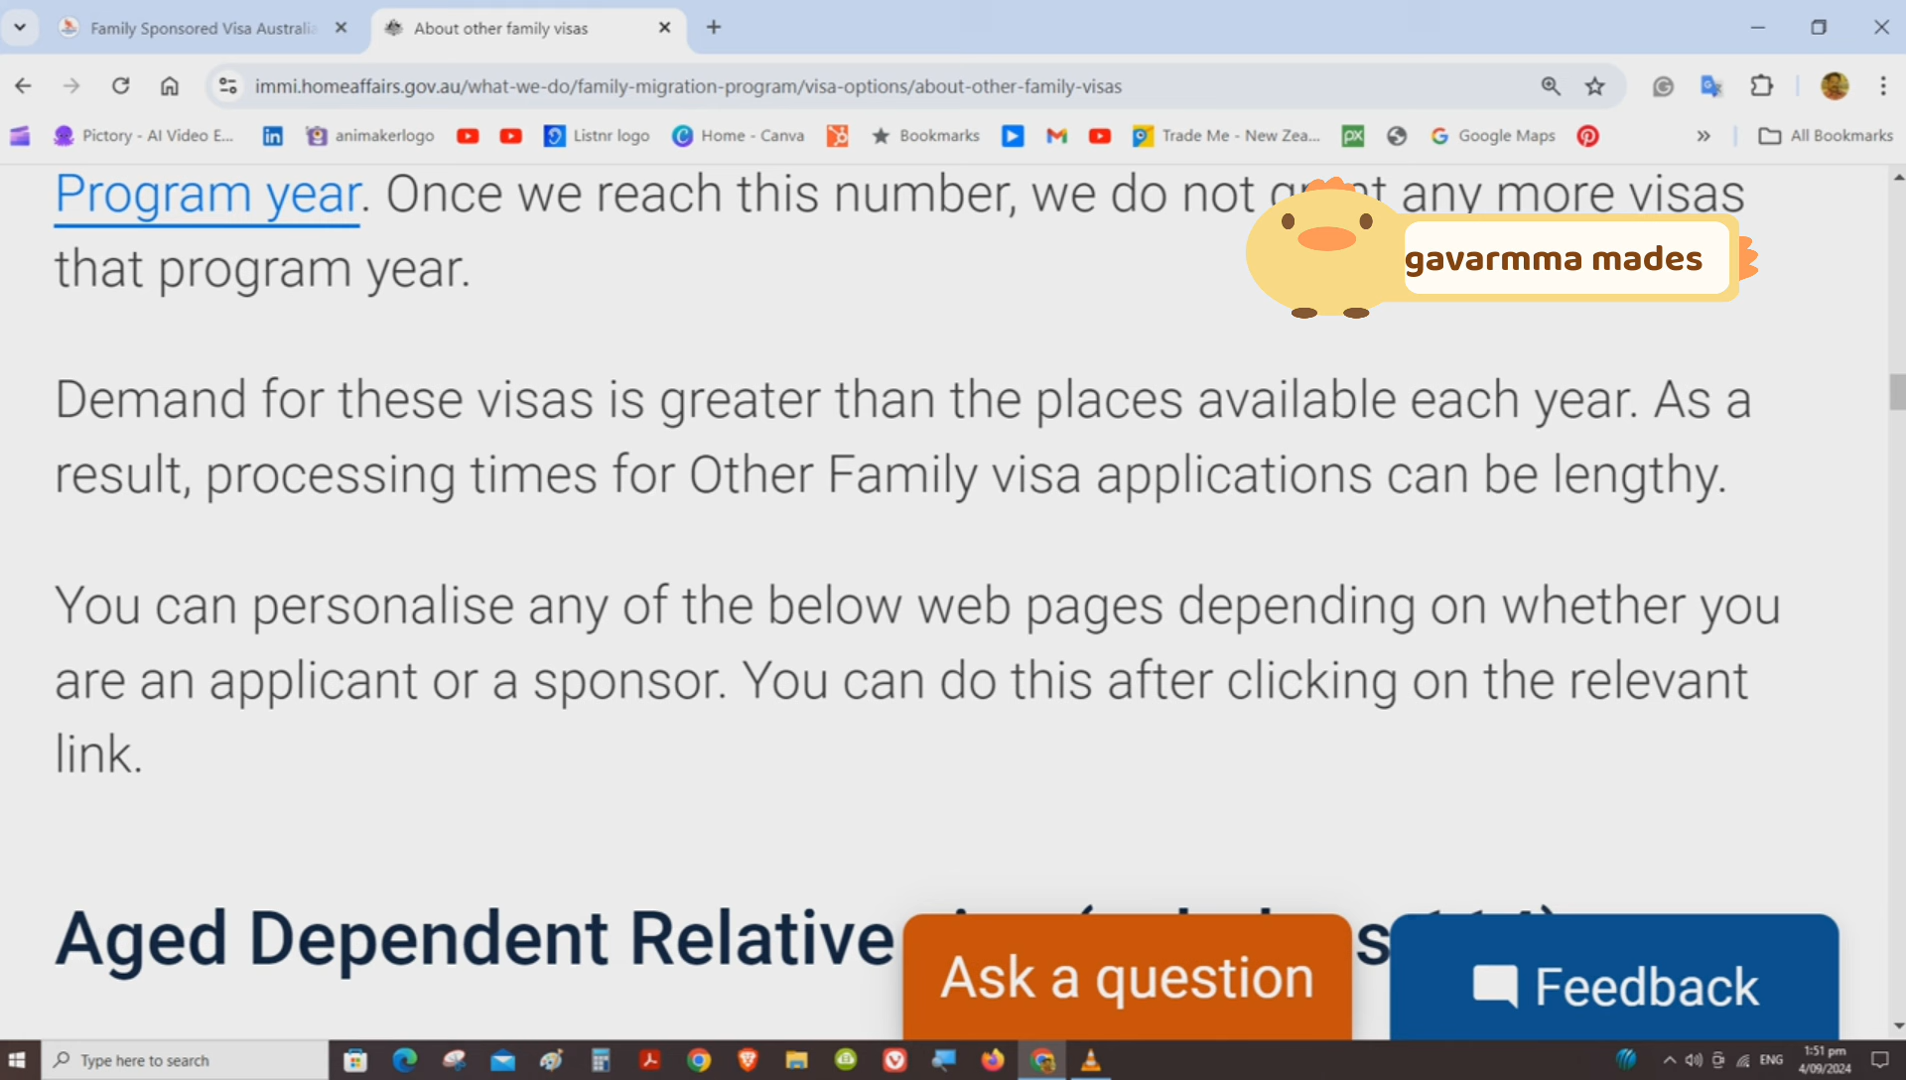 Family Sponsored Visa Australia
About other family visas
immi.homeaffairs.gov.au/what-we-do/family-migration-program/visa-options/about-other-family-visas
Pictory - AI Video E...
animakerlogo
Listnr logo
Home - Canva
Bookmarks
Trade Me - New Zea...
Google Maps
All Bookmarks
Program year. Once we reach this number, we do not grant any more visas
that program year.
gavarmma mades
Demand for these visas is greater than the places available each year. As a
result, processing times for Other Family visa applications can be lengthy.
You can personalise any of the below web pages depending on whether you
are an applicant or a sponsor. You can do this after clicking on the relevant
link.
Aged Dependent Relative
Ask a question
Feedback
Type here to search
ENG
1:51 pm
4/09/2024